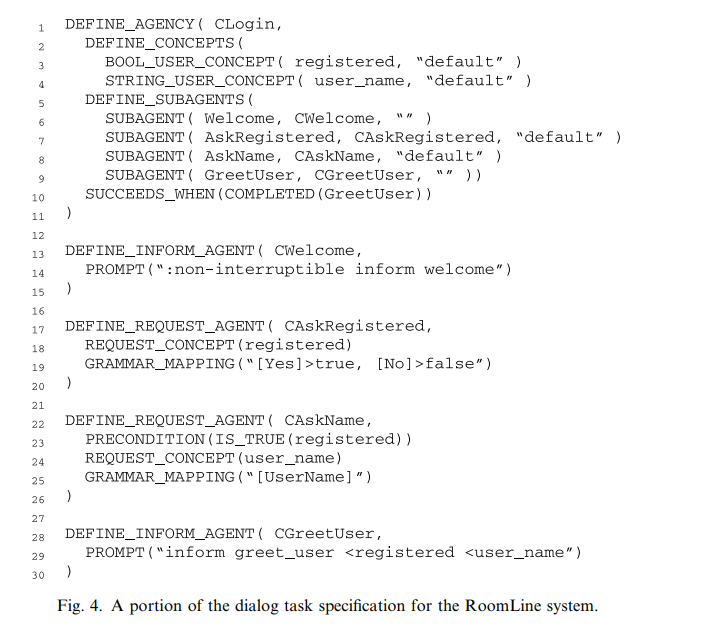 1 DEFINE_AGENCY( CLogin,
2 DEFINE_CONCEPTS(
3 BOOL_USER_CONCEPT( registered, “default” )
4 STRING_USER_CONCEPT( user_name, “default” )
5 DEFINE_SUBAGENTS(
6 SUBAGENT( Welcome, CWelcome, “” )
7 SUBAGENT( AskRegistered, CAskRegistered, “default” )
8 SUBAGENT( AskName, CAskName, “default” )
9 SUBAGENT( GreetUser, CGreetUser, “” ))
10 SUCCEEDS_WHEN(COMPLETED(GreetUser))
11 )
12
13 DEFINE_INFORM_AGENT( CWelcome,
14 PROMPT(“:non-interruptible inform welcome”)
15 )
16
17 DEFINE_REQUEST_AGENT( CAskRegistered,
18 REQUEST_CONCEPT(registered)
19 GRAMMAR_MAPPING(“[Yes]>true, [No]>false”)
20 )
21
22 DEFINE_REQUEST_AGENT( CAskName,
23 PRECONDITION(IS_TRUE(registered))
24 REQUEST_CONCEPT(user_name)
25 GRAMMAR_MAPPING(“[UserName]”)
26 )
27
28 DEFINE_INFORM_AGENT( CGreetUser,
29 PROMPT(“inform greet_user <registered <user_name”)
30 )
Fig. 4. A portion of the dialog task specification for the RoomLine system.